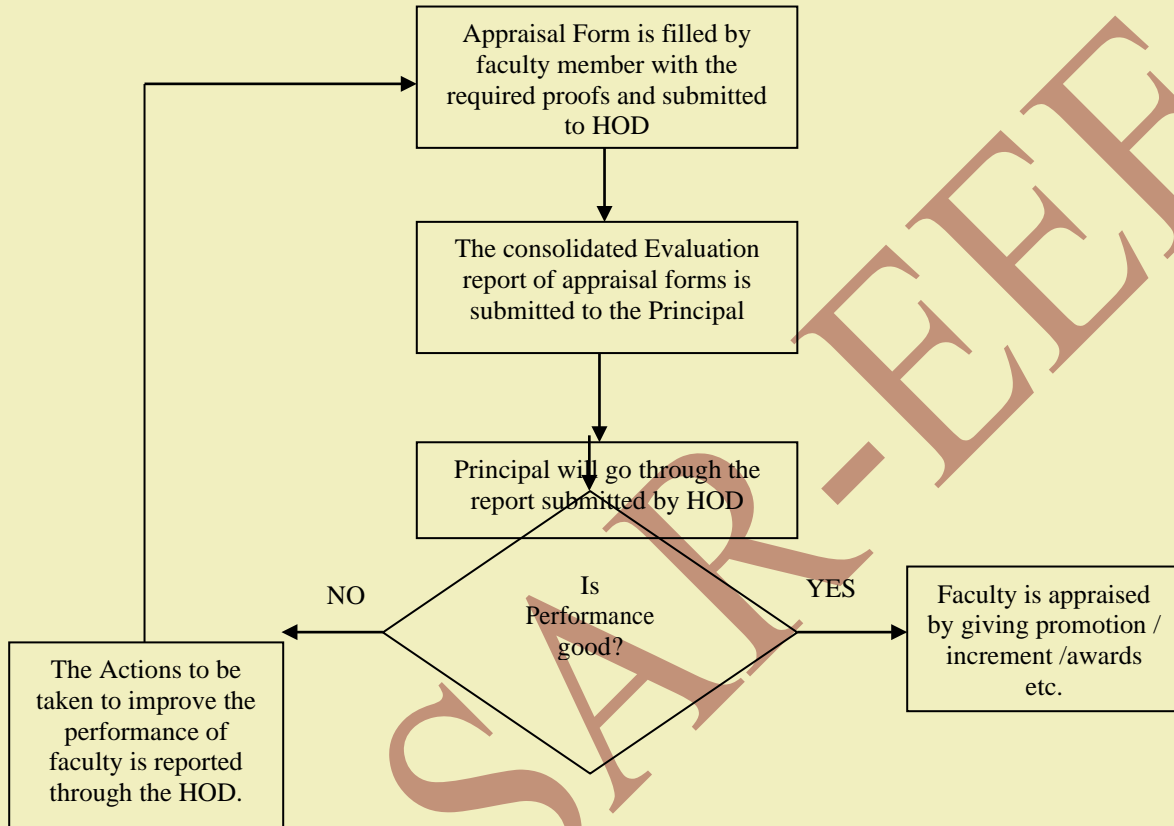 Appraisal Form is filled by
faculty member with the
required proofs and submitted
to HOD
The consolidated Evaluation
report of appraisal forms is
submitted to the Principal
Principal will go through the
report submitted by HOD
Is
Performance
good?
NO
YES
Faculty is appraised
by giving promotion /
increment /awards
etc.
The Actions to be
taken to improve the
performance of
faculty is reported
through the HOD.
SAR-EEE